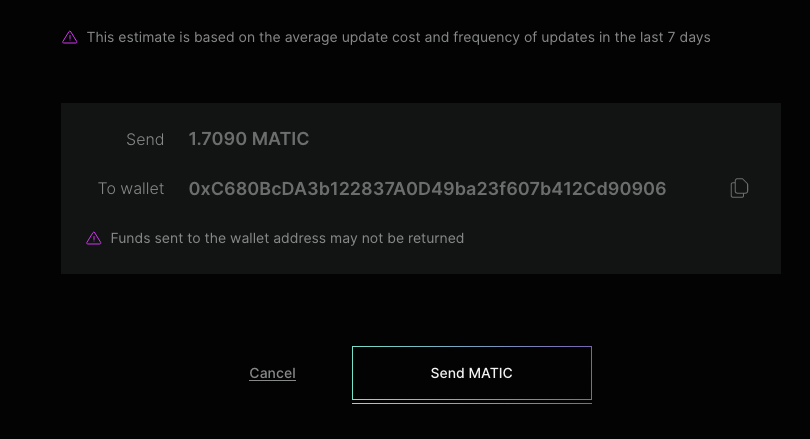 This estimate is based on the average update cost and frequency of updates in the last 7 days
Send 1.7090 MATIC
To wallet 0xC680BcDA3b122837A0D49ba23f607b412Cd90906
Funds sent to the wallet address may not be returned
Cancel Send MATIC